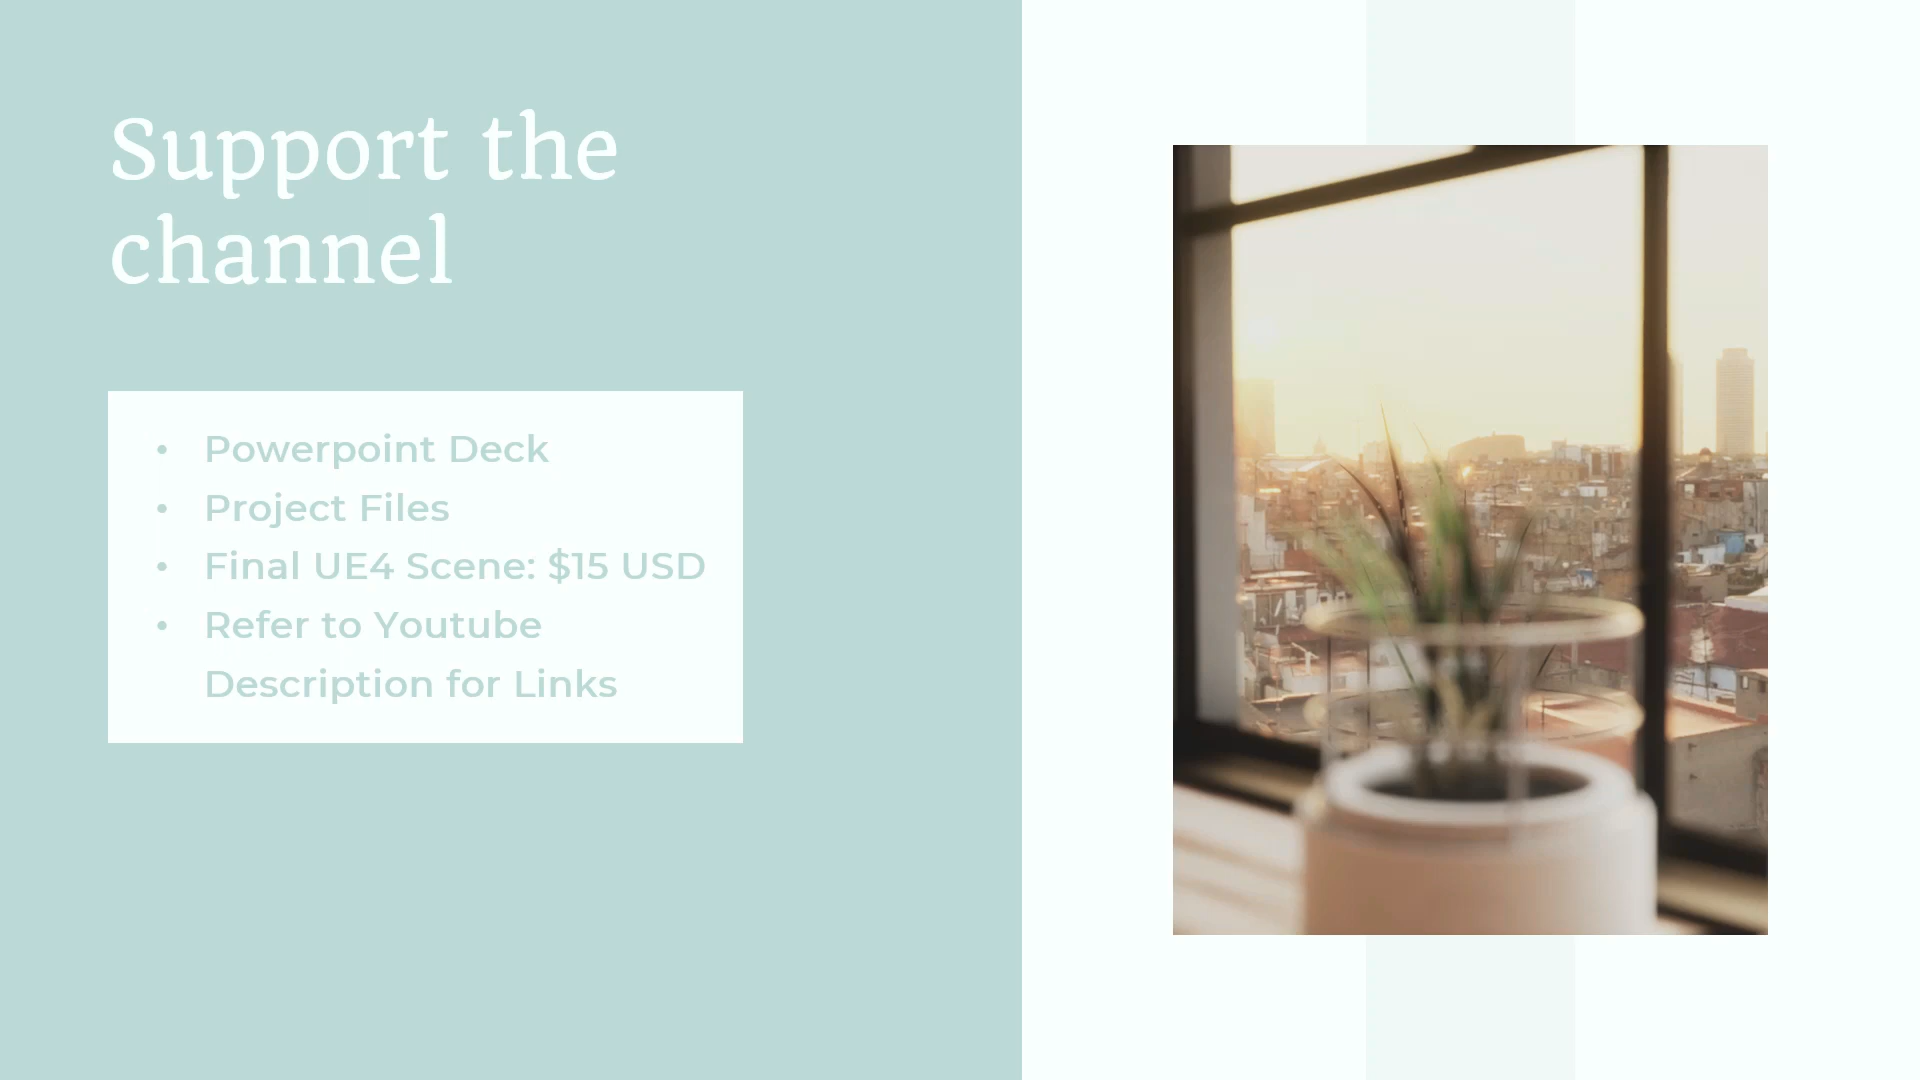 Support the
channel
• Powerpoint Deck
• Project Files
• Final UE4 Scene: $15 USD
• Refer to Youtube
Description for Links